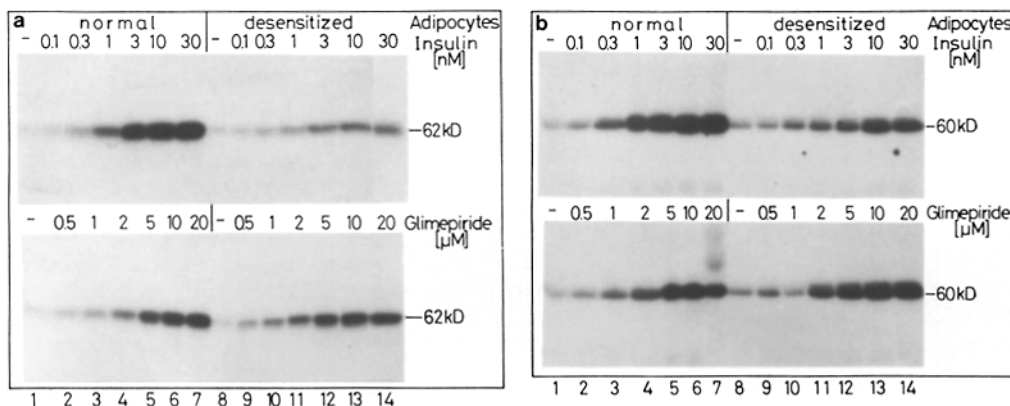 a normal desensitized Adipocytes
- 0.1 0.3 1 3 10 30 - 0.1 0.3 1 3 10 30 Insulin
[nM]
-62kD
- 0.5 1 2 5 10 20 - 0.5 1 2 5 10 20 Glimepiride
[µM]
-62kD
1 2 3 4 5 6 7 8 9 10 11 12 13 14
b normal desensitized Adipocytes
- 0.1 0.3 1 3 10 30 - 0.1 0.3 1 3 10 30 Insulin
[nM]
-60kD
- 0.5 1 2 5 10 20 - 0.5 1 2 5 10 20 Glimepiride
[µM]
-60kD
1 2 3 4 5 6 7 8 9 10 11 12 13 14